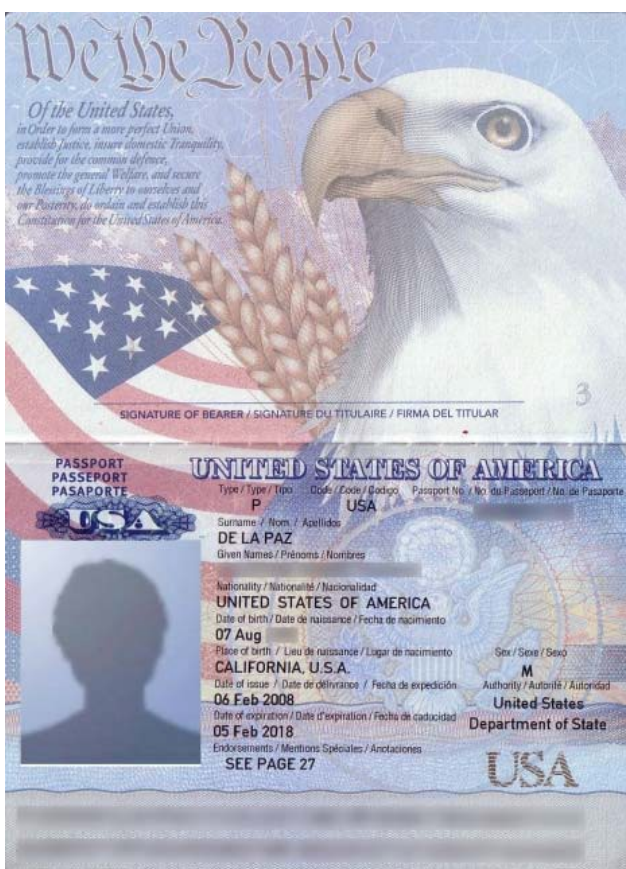 We the People
Of the United States,
in Order to form a more perfect Union,
establish Justice, insure domestic Tranquility,
provide for the common defence,
promote the general Welfare, and secure
the Blessings of Liberty to ourselves and
our Posterity, do ordain and establish this
Constitution for the United States of America.
3
SIGNATURE OF BEARER / SIGNATURE DU TITULAIRE / FIRMA DEL TITULAR
PASSPORT
PASSEPORT
PASAPORTE
USA
UNITED STATES OF AMERICA
Type / Type / Tipo Code / Code / Codigo Passport No. / No. du Passeport / No. de Pasaporte
P USA
Surname / Nom / Apellidos
DE LA PAZ
Given Names / Prénoms / Nombres
Nationality / Nationalité / Nacionalidad
UNITED STATES OF AMERICA
Date of birth / Date de naissance / Fecha de nacimiento
07 Aug
Place of birth / Lieu de naissance / Lugar de nacimiento Sex / Sexe / Sexo
CALIFORNIA, U.S.A. M
Date of issue / Date de délivrance / Fecha de expedición Authority / Autorité / Autoridad
06 Feb 2008 United States
Date of expiration / Date d'expiration / Fecha de caducidad Department of State
05 Feb 2018
Endorsements / Mentions Spéciales / Anotaciones
SEE PAGE 27
USA